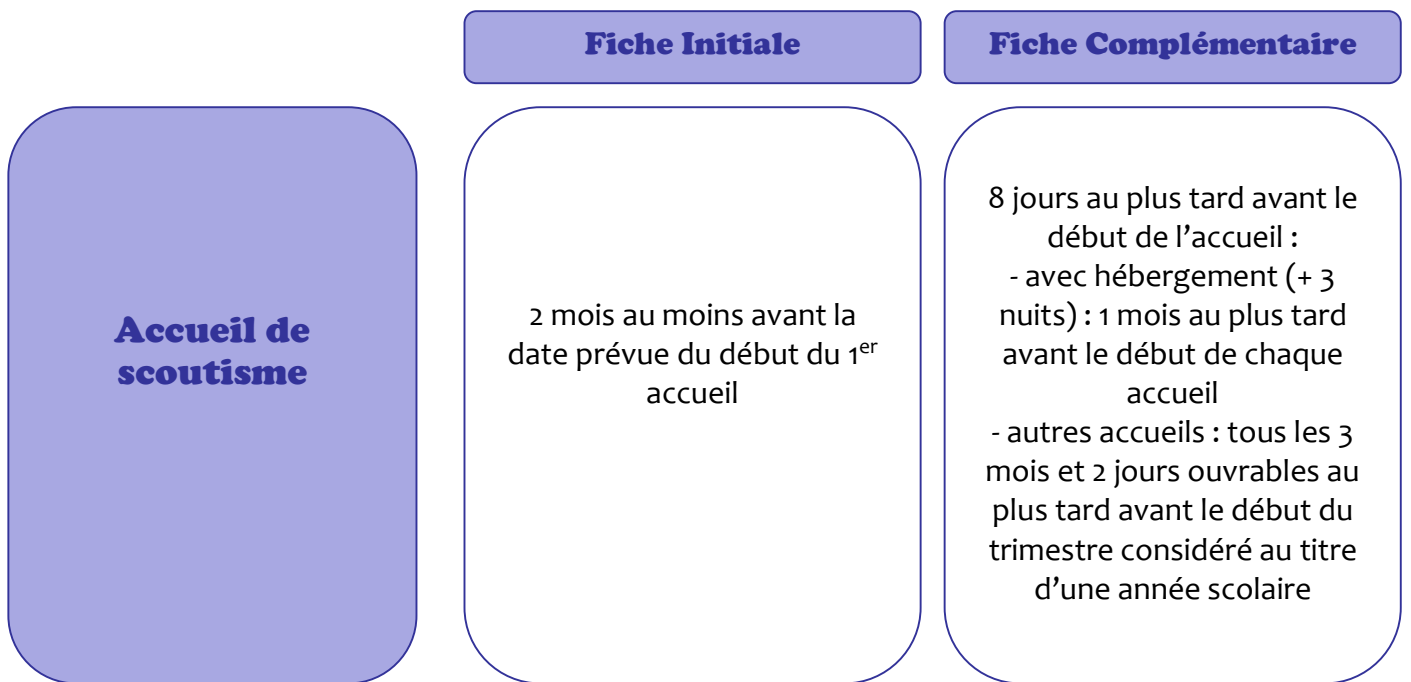 Fiche Initiale
Fiche Complémentaire
Accueil de
scoutisme
2 mois au moins avant la
date prévue du début du 1er
accueil
8 jours au plus tard avant le
début de l’accueil :
- avec hébergement (+ 3
nuits) : 1 mois au plus tard
avant le début de chaque
accueil
- autres accueils : tous les 3
mois et 2 jours ouvrables au
plus tard avant le début du
trimestre considéré au titre
d’une année scolaire